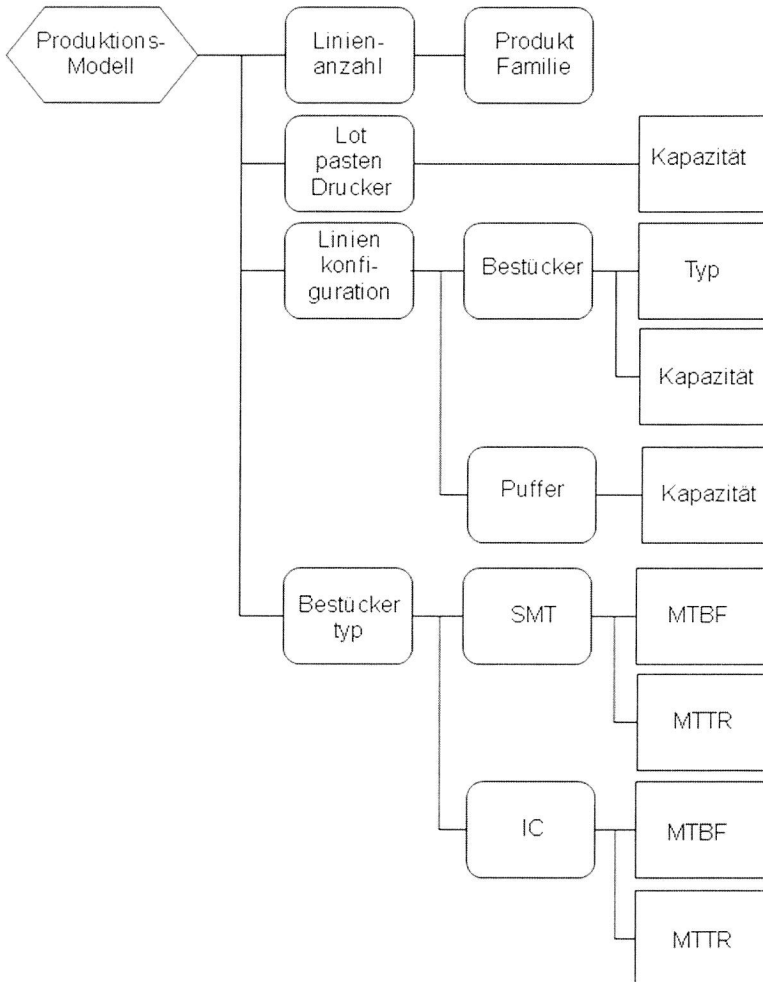 Produktions-
Modell
Linien-
anzahl
Produkt
Familie
Lot
pasten
Drucker
Kapazität
Linien
konfi-
guration
Bestücker
Typ
Kapazität
Puffer
Kapazität
Bestücker
typ
SMT
MTBF
MTTR
IC
MTBF
MTTR